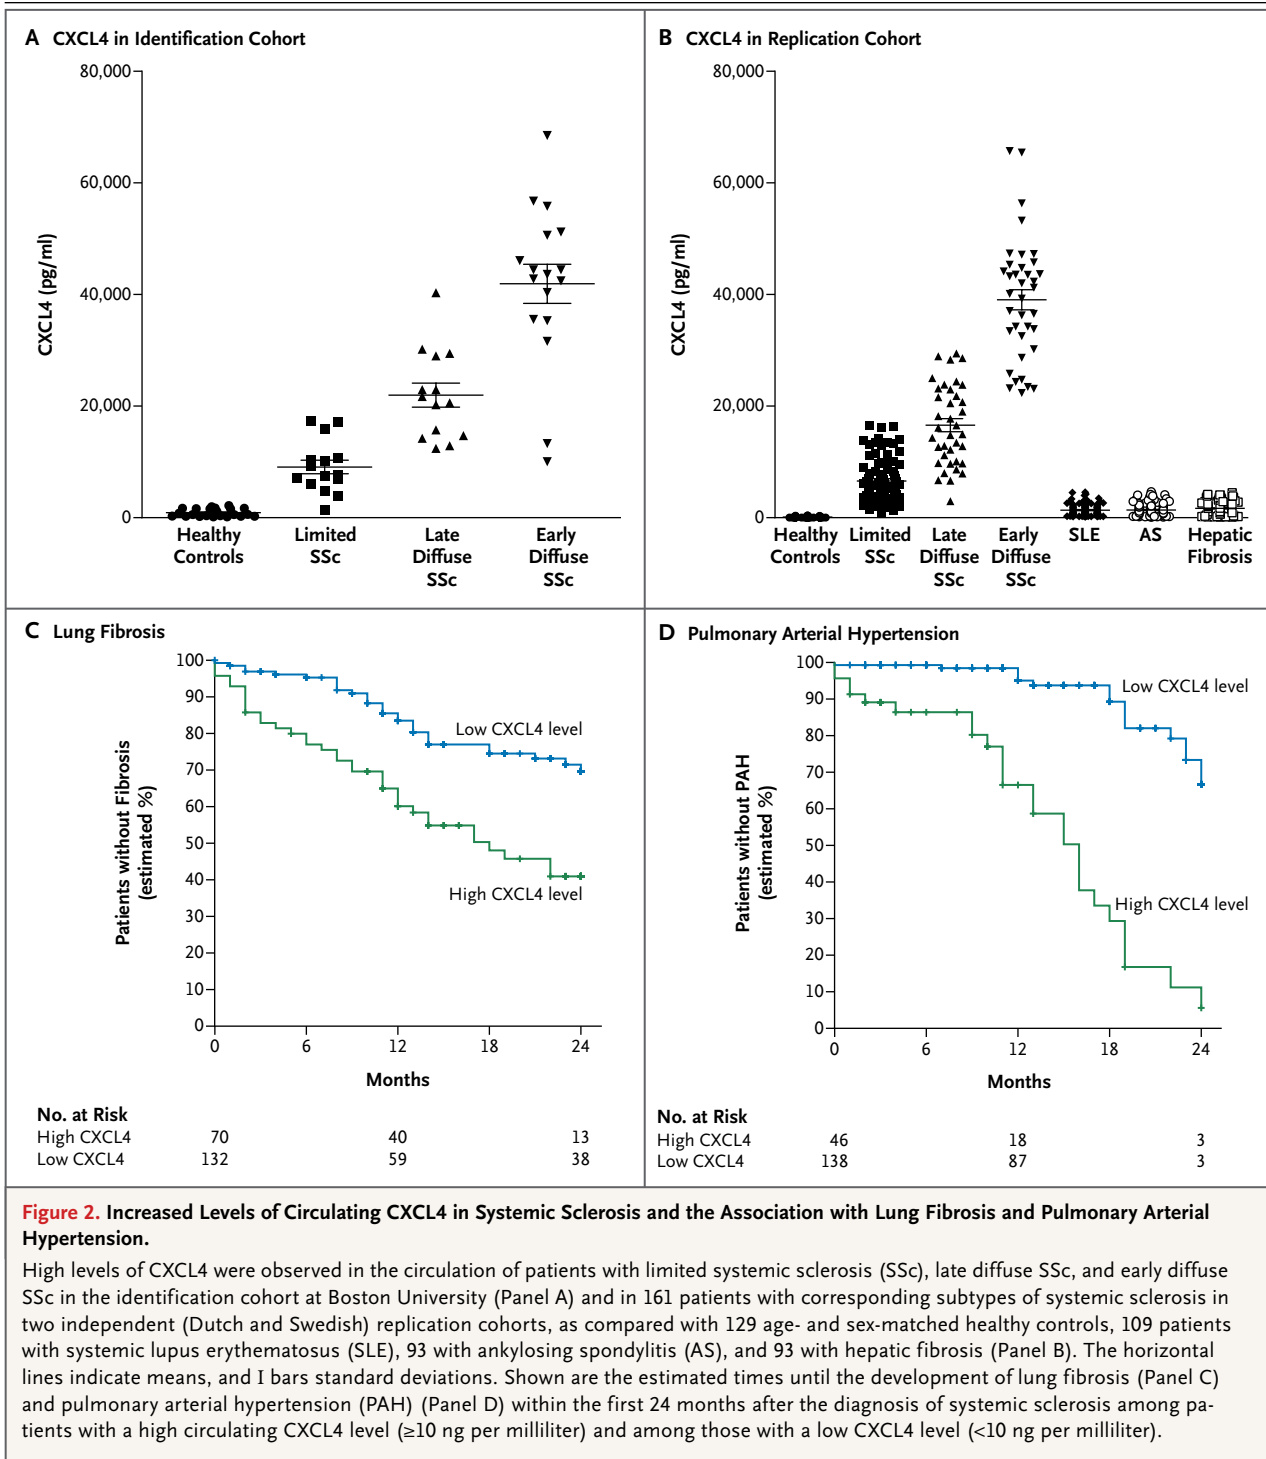 A CXCL4 in Identification Cohort
80,000
60,000
40,000
20,000
0
CXCL4 (pg/ml)
Healthy
Controls
Limited
SSc
Late
Diffuse
SSc
Early
Diffuse
SSc
B CXCL4 in Replication Cohort
80,000
60,000
40,000
20,000
0
CXCL4 (pg/ml)
Healthy
Controls
Limited
SSc
Late
Diffuse
SSc
Early
Diffuse
SSc
SLE
AS
Hepatic
Fibrosis
C Lung Fibrosis
100
90
80
70
60
50
40
30
20
10
0
Patients without Fibrosis
(estimated %)
Low CXCL4 level
High CXCL4 level
0 6 12 18 24
Months
No. at Risk
High CXCL4 70 40 13
Low CXCL4 132 59 38
D Pulmonary Arterial Hypertension
100
90
80
70
60
50
40
30
20
10
0
Patients without PAH
(estimated %)
Low CXCL4 level
High CXCL4 level
0 6 12 18 24
Months
No. at Risk
High CXCL4 46 18 3
Low CXCL4 138 87 3
Figure 2. Increased Levels of Circulating CXCL4 in Systemic Sclerosis and the Association with Lung Fibrosis and Pulmonary Arterial
Hypertension.
High levels of CXCL4 were observed in the circulation of patients with limited systemic sclerosis (SSc), late diffuse SSc, and early diffuse
SSc in the identification cohort at Boston University (Panel A) and in 161 patients with corresponding subtypes of systemic sclerosis in
two independent (Dutch and Swedish) replication cohorts, as compared with 129 age- and sex-matched healthy controls, 109 patients
with systemic lupus erythematosus (SLE), 93 with ankylosing spondylitis (AS), and 93 with hepatic fibrosis (Panel B). The horizontal
lines indicate means, and I bars standard deviations. Shown are the estimated times until the development of lung fibrosis (Panel C)
and pulmonary arterial hypertension (PAH) (Panel D) within the first 24 months after the diagnosis of systemic sclerosis among pa-
tients with a high circulating CXCL4 level (≥10 ng per milliliter) and among those with a low CXCL4 level (<10 ng per milliliter).